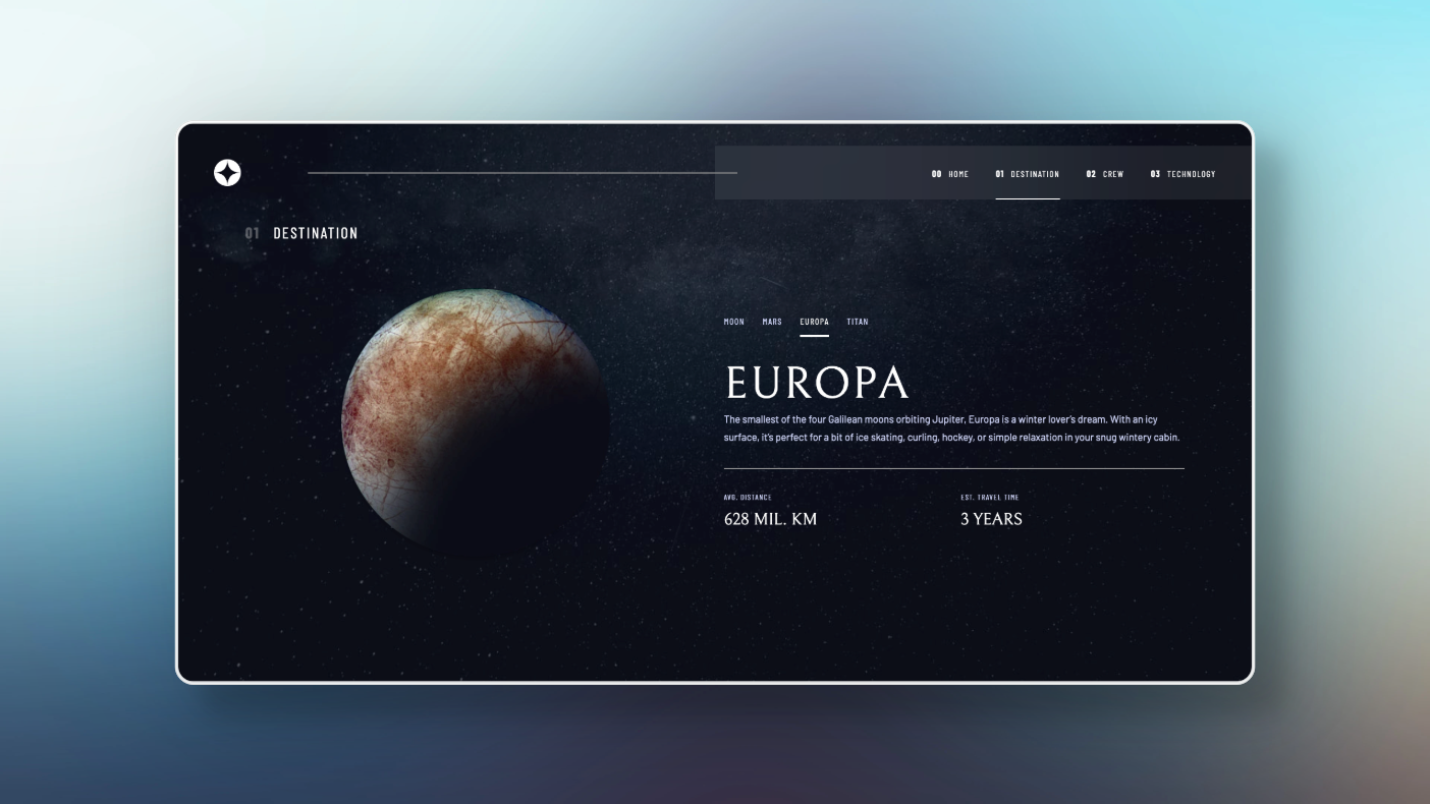 00 HOME 01 DESTINATION 02 CREW 03 TECHNOLOGY
01 DESTINATION
MOON MARS EUROPA TITAN
EUROPA
The smallest of the four Galilean moons orbiting Jupiter, Europa is a winter lover's dream. With an icy
surface, it's perfect for a bit of ice skating, curling, hockey, or simple relaxation in your snug wintery cabin.
AVG. DISTANCE EST. TRAVEL TIME
628 MIL. KM 3 YEARS